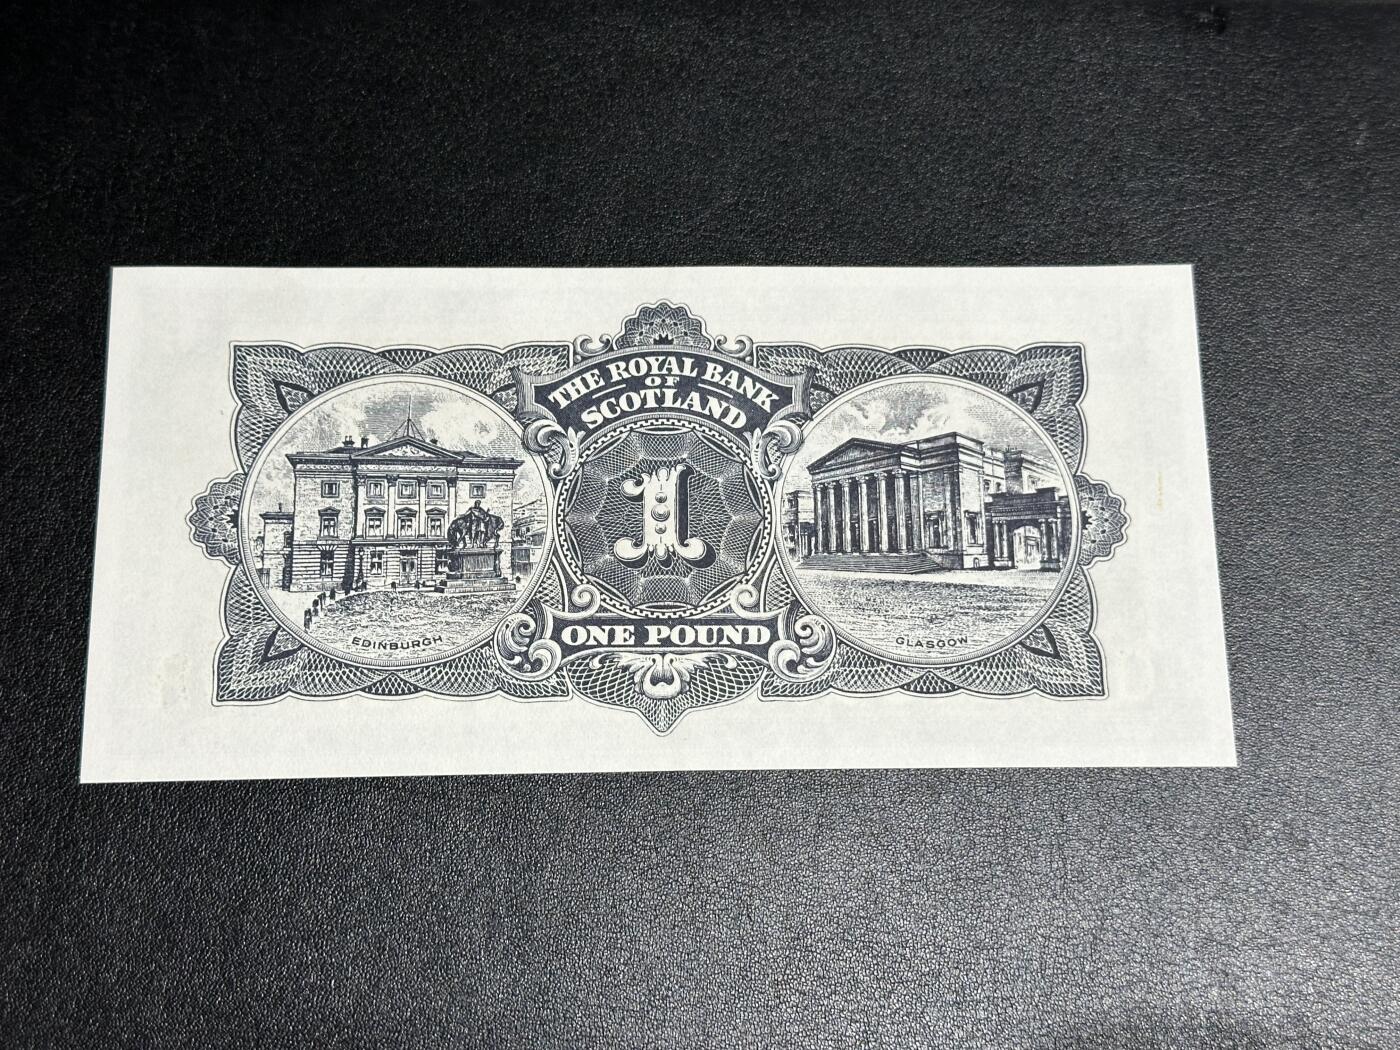 THE ROYAL BANK
OF
SCOTLAND
1
ONE POUND
EDINBURGH
GLASGOW